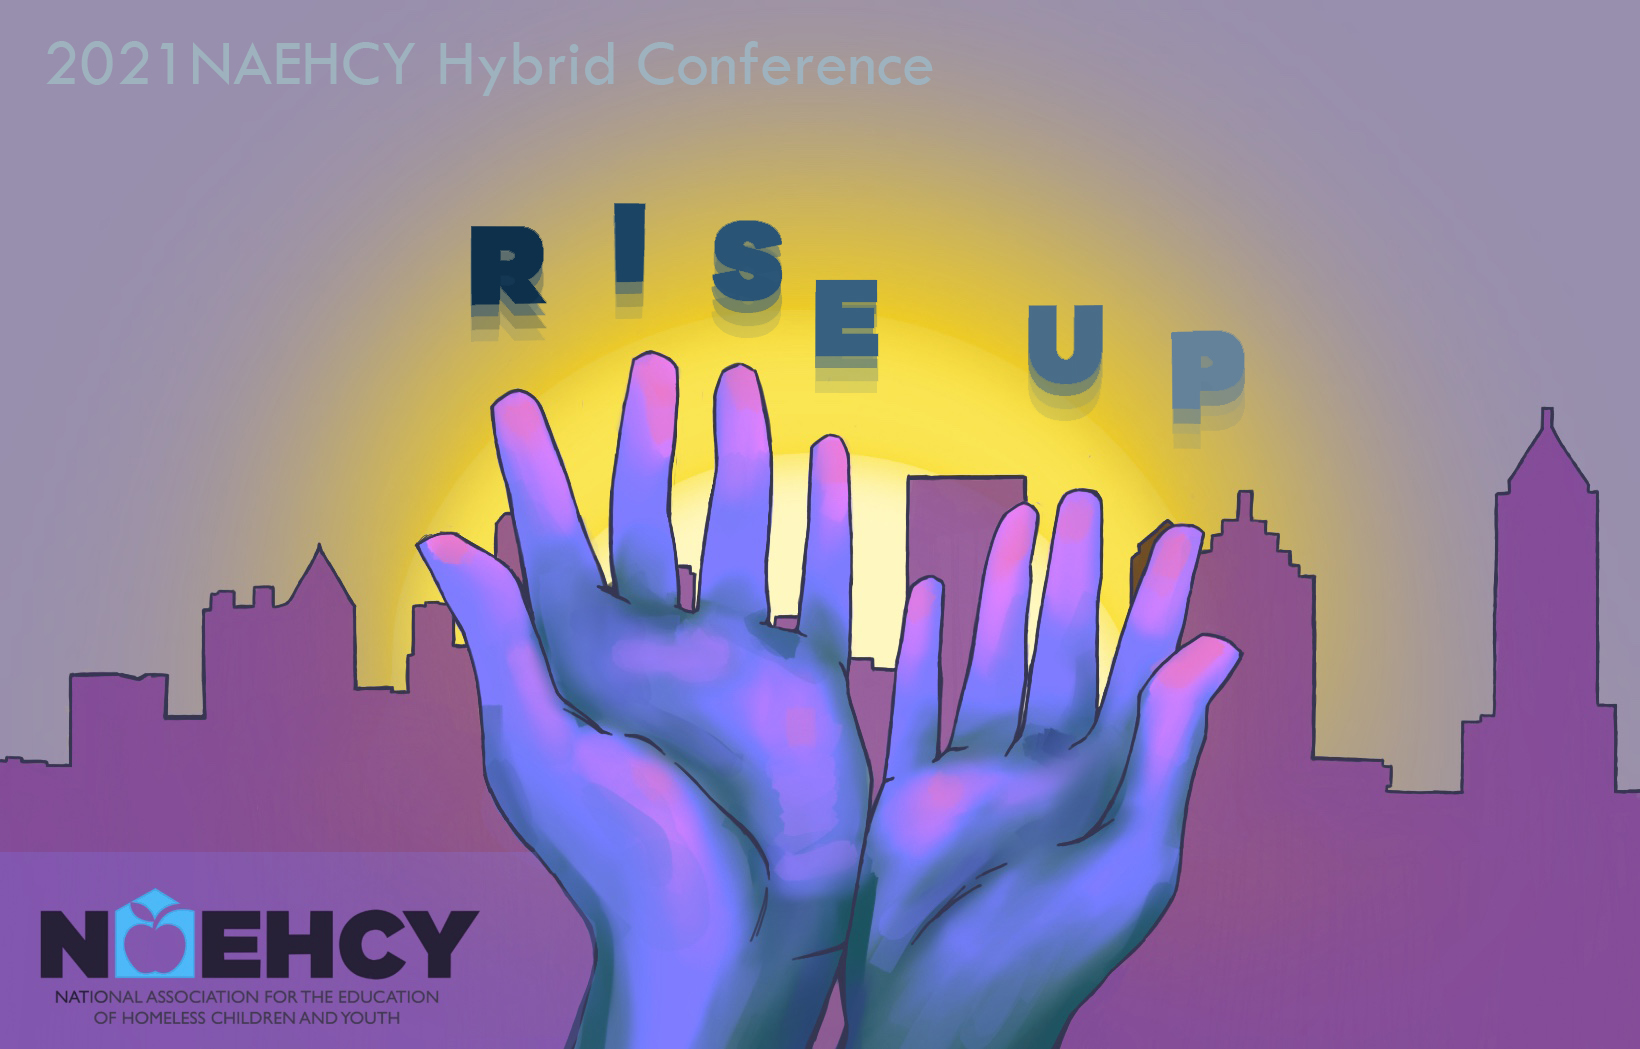 2021NAEHCY Hybrid Conference
RISE UP
NAEHCY
NATIONAL ASSOCIATION FOR THE EDUCATION
OF HOMELESS CHILDREN AND YOUTH